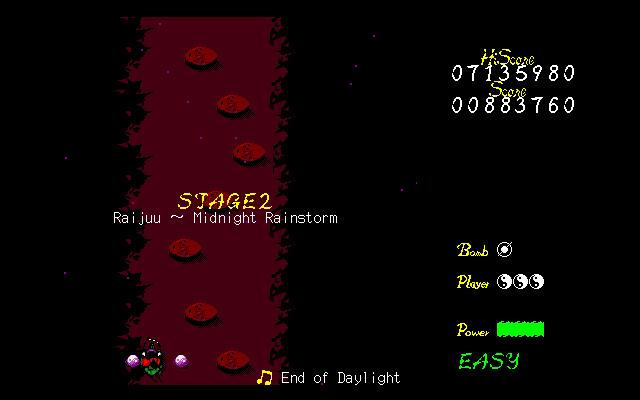 HiScore
07135980
Score
00883760
STAGE2
Raijuu ～ Midnight Rainstorm
Bomb
Player
Power
EASY
♫ End of Daylight